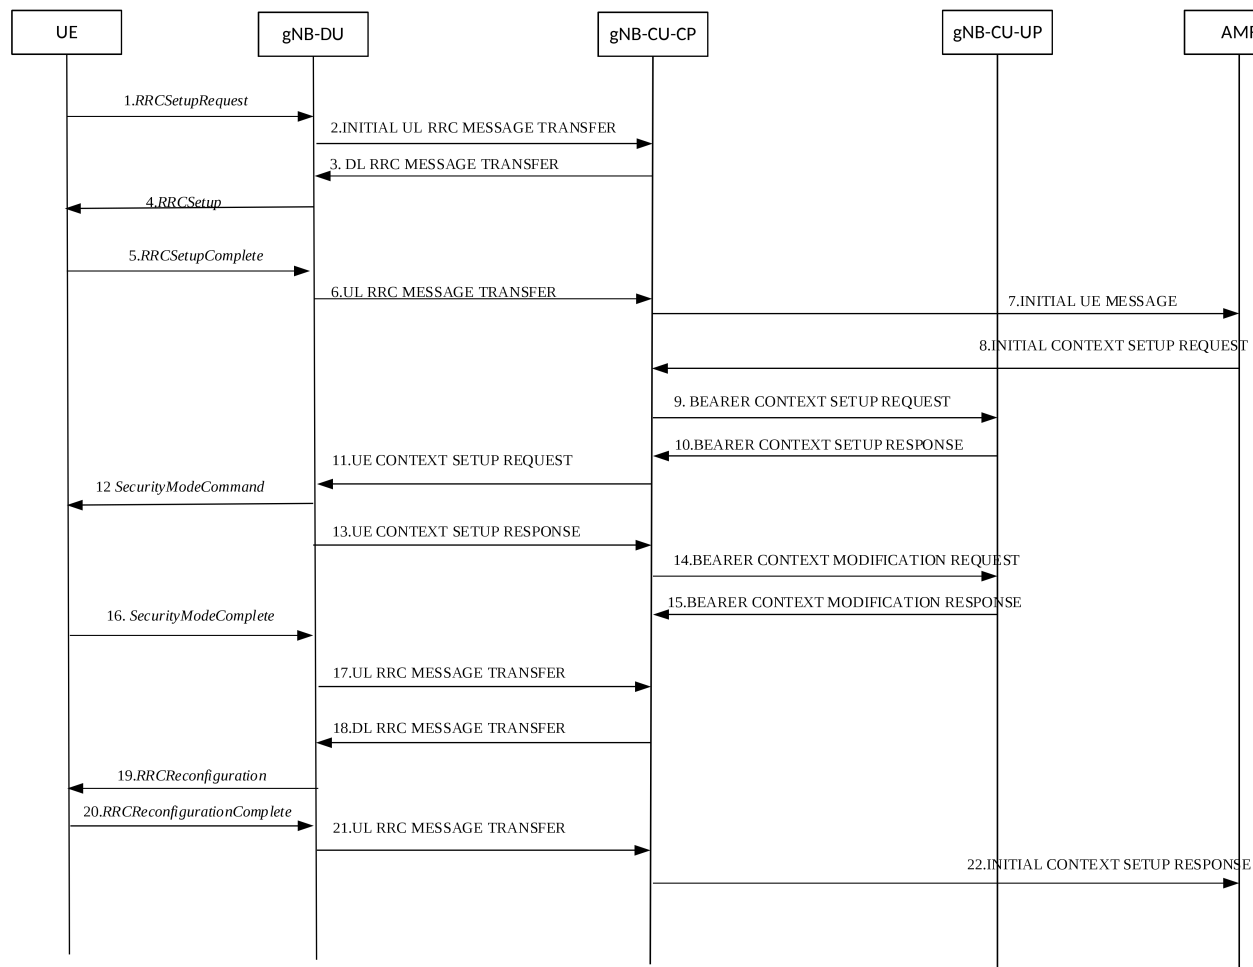 UE
gNB-DU
gNB-CU-CP
gNB-CU-UP
1.RRCSetupRequest
2.INITIAL UL RRC MESSAGE TRANSFER
3. DL RRC MESSAGE TRANSFER
4.RRCSetup
5.RRCSetupComplete
6.UL RRC MESSAGE TRANSFER
7.INITIAL UE MESSAGE
8.INITIAL CONTEXT SETUP REQUEST
9. BEARER CONTEXT SETUP REQUEST
10.BEARER CONTEXT SETUP RESPONSE
11.UE CONTEXT SETUP REQUEST
12 SecurityModeCommand
13.UE CONTEXT SETUP RESPONSE
14.BEARER CONTEXT MODIFICATION REQUEST
15.BEARER CONTEXT MODIFICATION RESPONSE
16. SecurityModeComplete
17.UL RRC MESSAGE TRANSFER
18.DL RRC MESSAGE TRANSFER
19.RRCReconfiguration
20.RRCReconfigurationComplete
21.UL RRC MESSAGE TRANSFER
22.INITIAL CONTEXT SETUP RESPONSE